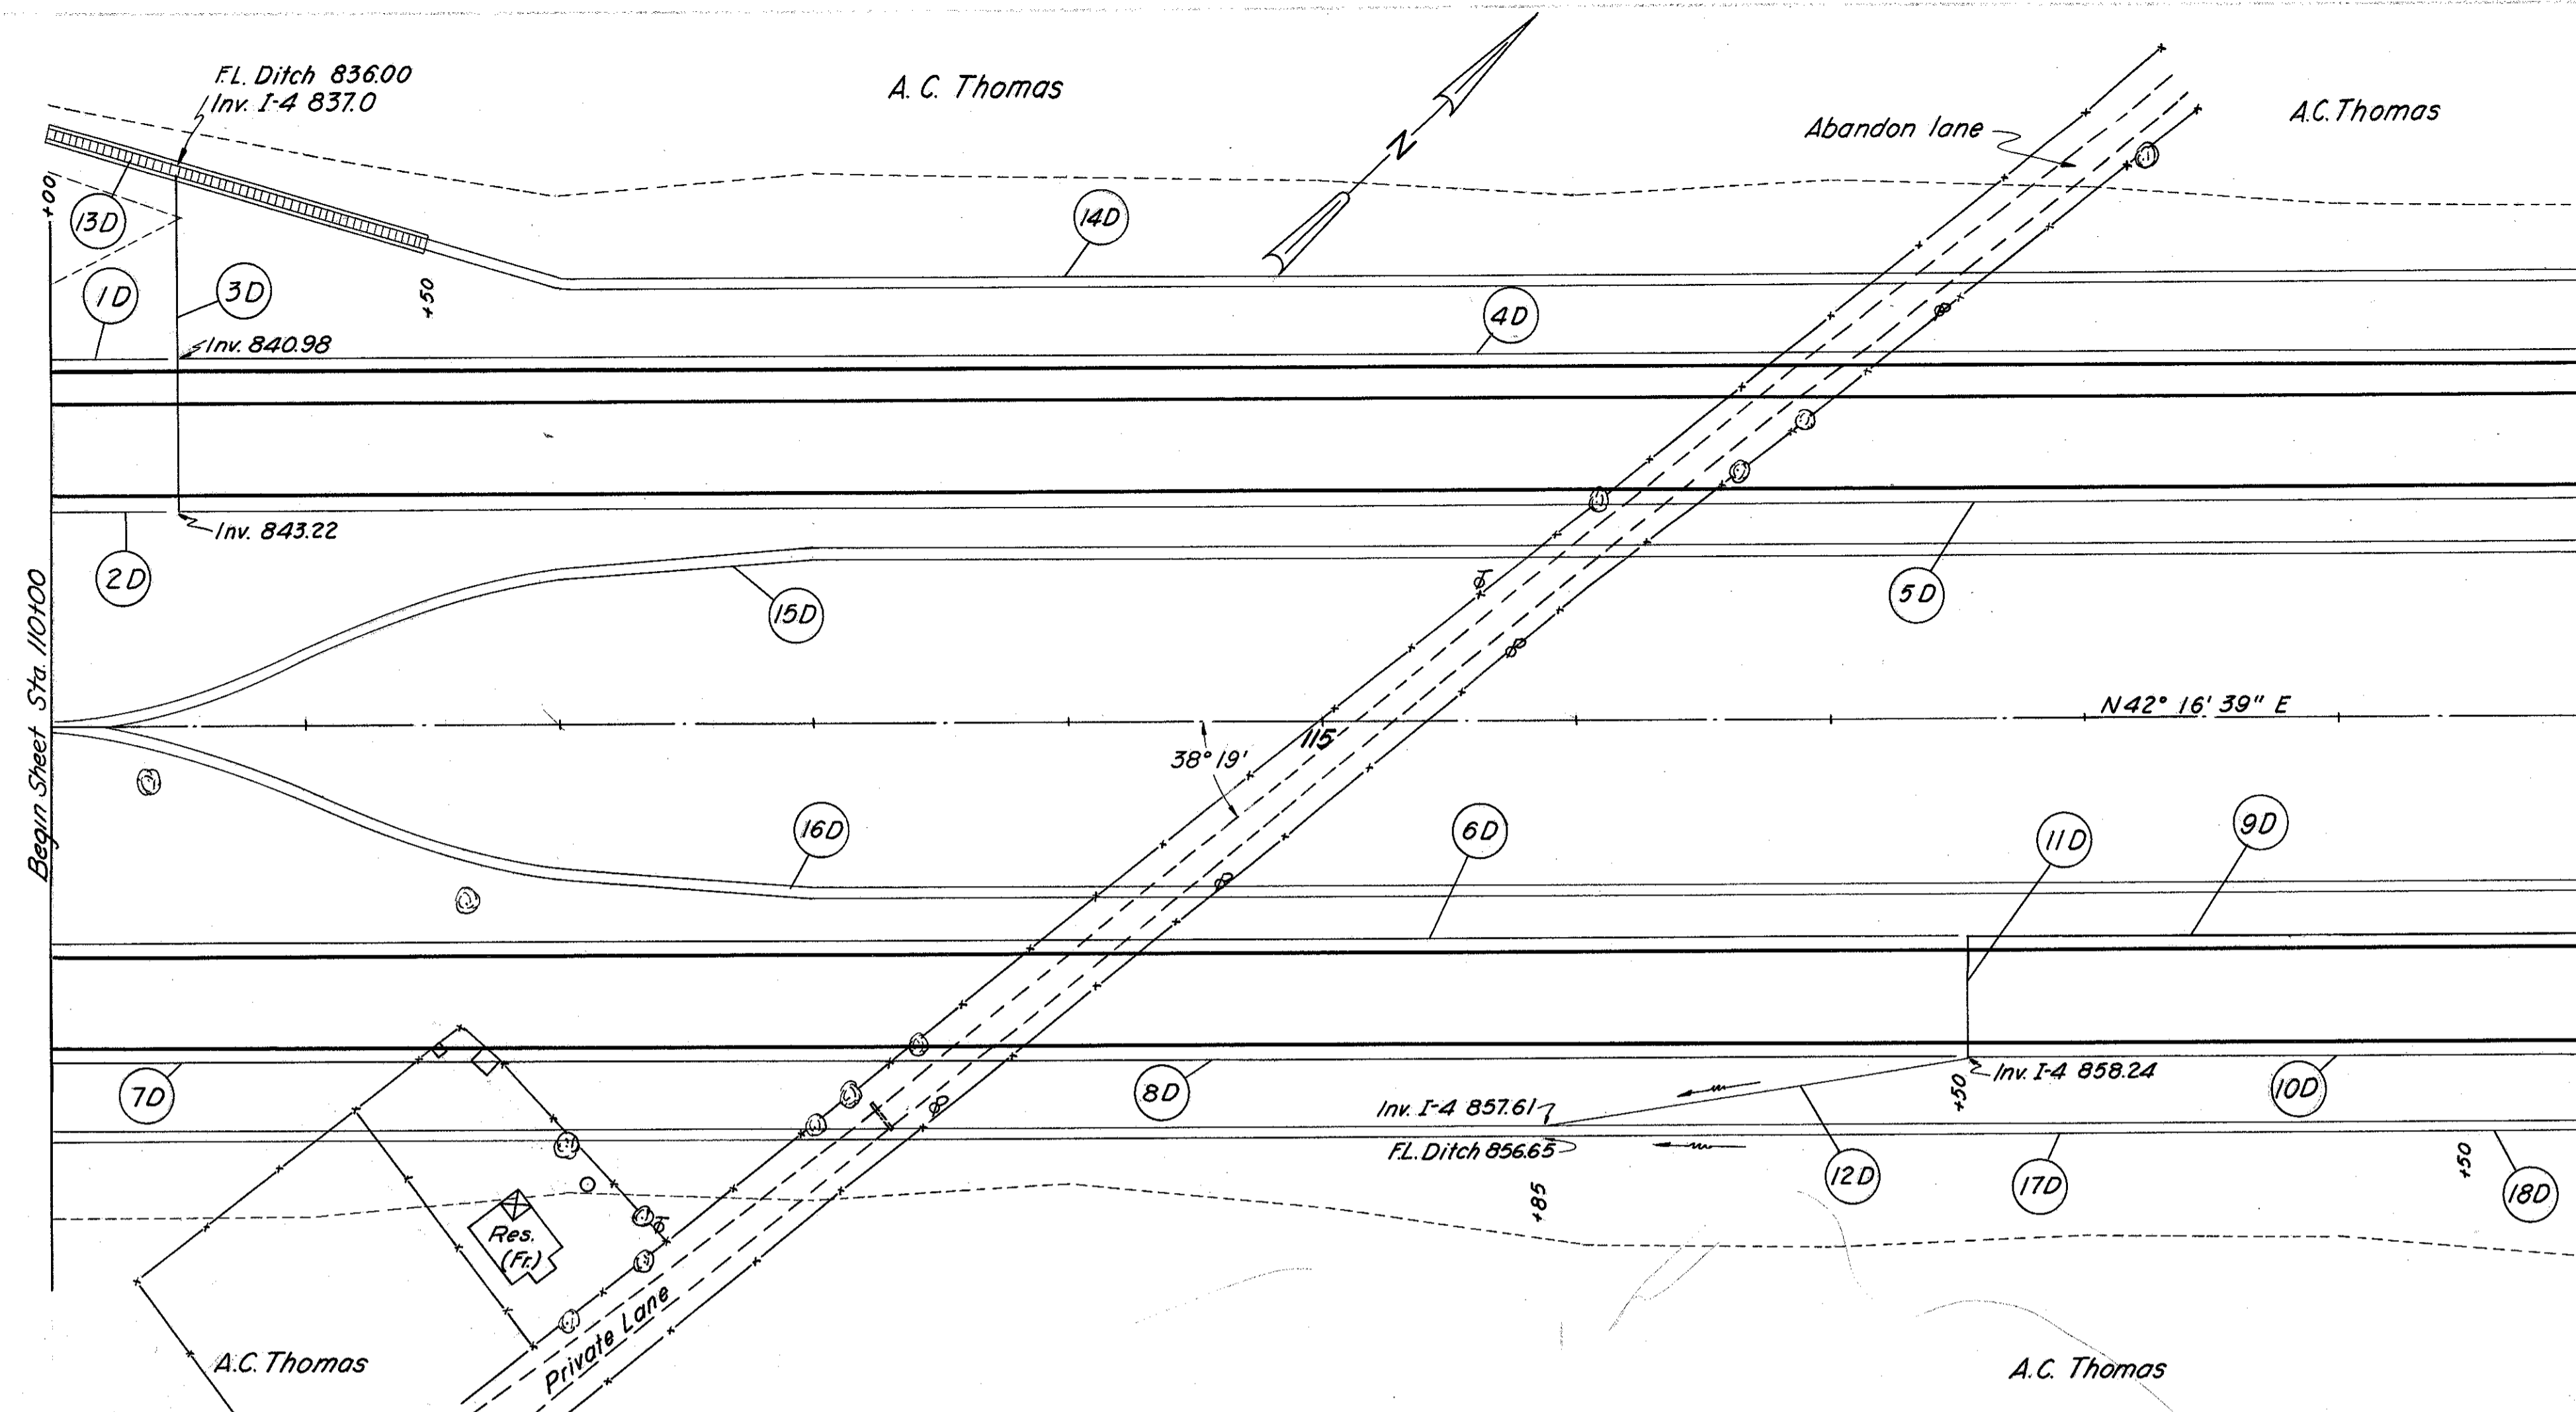 F.L. Ditch 836.00
Inv. I-4 837.0
A. C. Thomas
N
Abandon lane
A.C. Thomas
+00
13D
14D
1D
3D
+50
4D
Inv. 840.98
Inv. 843.22
2D
15D
5D
Begin Sheet Sta. 110+00
N 42° 16' 39" E
115
38° 19'
16D
6D
11D
9D
7D
8D
Inv. I-4 858.24
+50
10D
Inv. I-4 857.61
F.L. Ditch 856.65
12D
17D
+50
18D
+85
Res.
(Fr.)
Private Lane
A.C. Thomas
A.C. Thomas